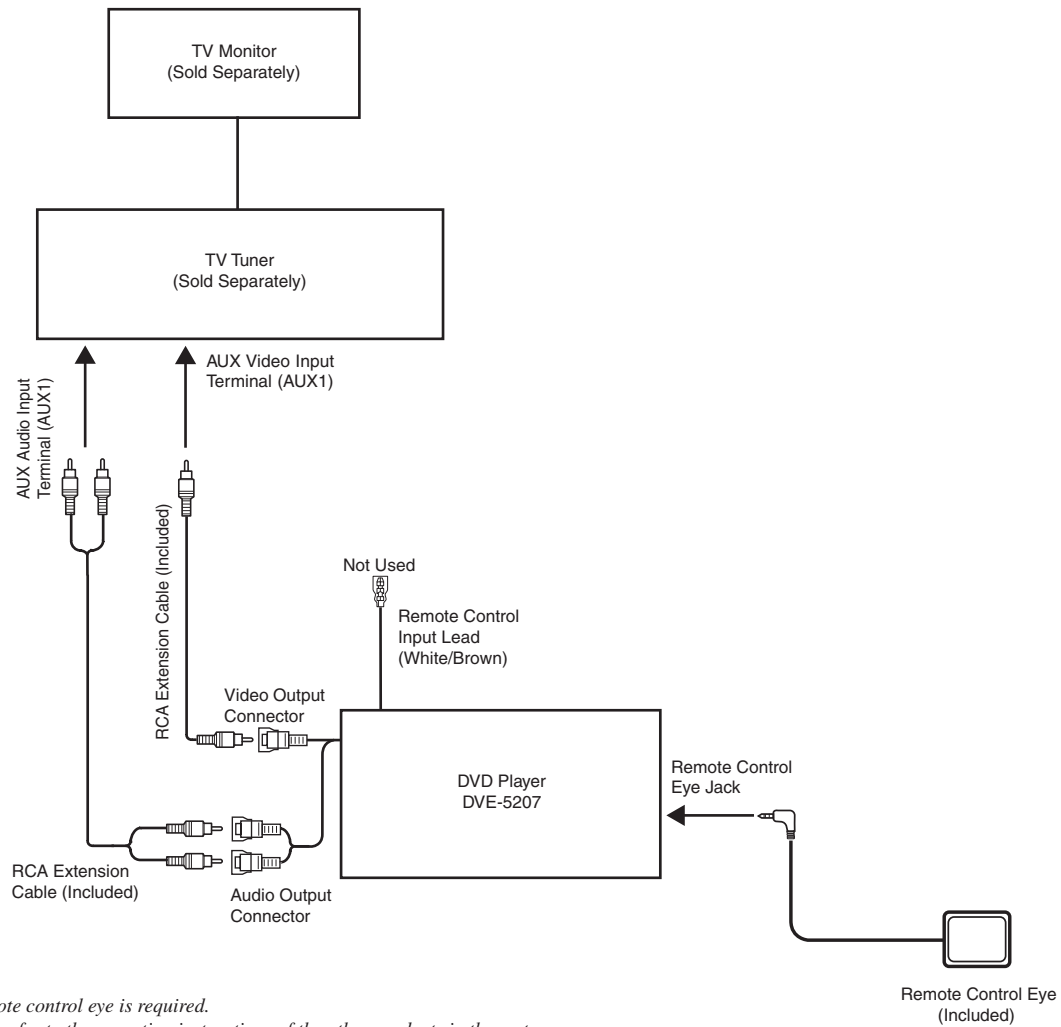 TV Monitor
(Sold Separately)
TV Tuner
(Sold Separately)
AUX Video Input
Terminal (AUX1)
AUX Audio Input
Terminal (AUX1)
RCA Extension Cable (Included)
Not Used
Remote Control
Input Lead
(White/Brown)
Video Output
Connector
DVD Player
DVE-5207
Remote Control
Eye Jack
RCA Extension
Cable (Included)
Audio Output
Connector
Remote Control Eye
(Included)
control eye is required.